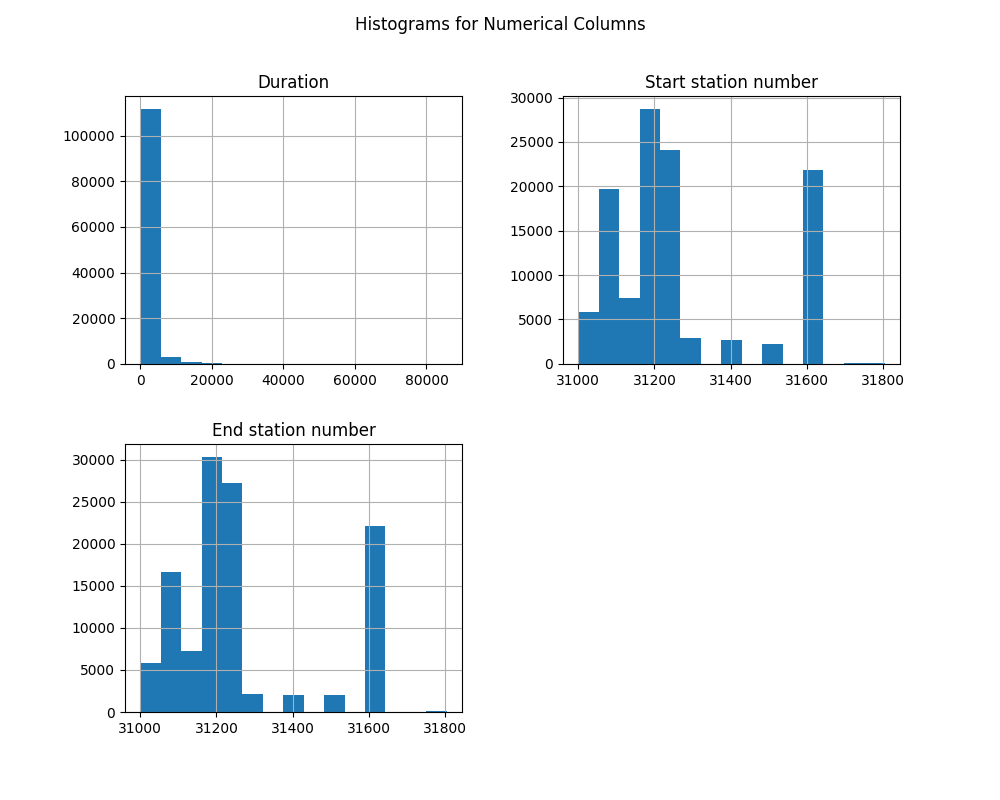 Histograms for Numerical Columns
Duration
100000
80000
60000
40000
20000
0
0 20000 40000 60000 80000
Start station number
30000
25000
20000
15000
10000
5000
0
31000 31200 31400 31600 31800
End station number
30000
25000
20000
15000
10000
5000
0
31000 31200 31400 31600 31800